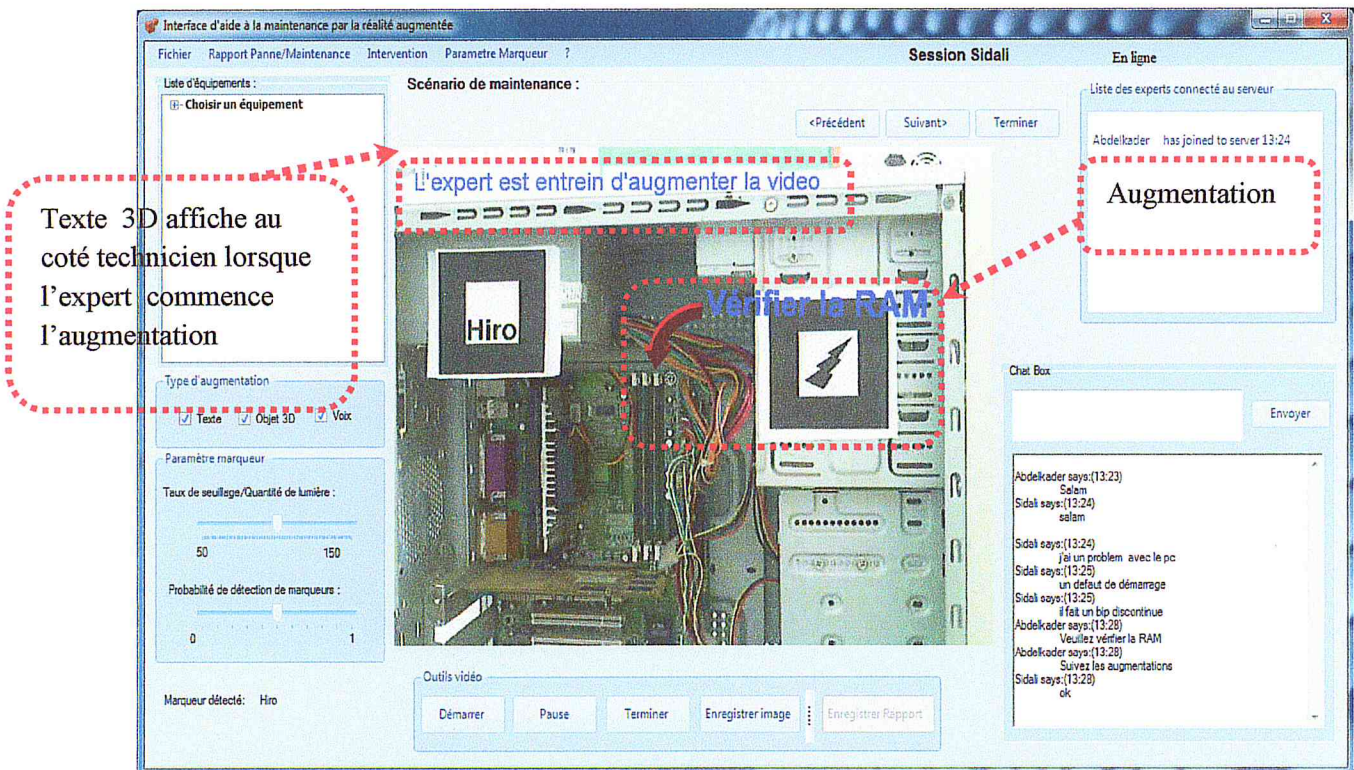 Interface d'aide à la maintenance par la réalité augmentée
Fichier Rapport Panne/Maintenance Intervention Parametre Marqueur ?
Session Sidali
En ligne
Liste d'équipements :
Choisir un équipement
Scénario de maintenance :
<Précédent Suivant> Terminer
Liste des experts connecté au serveur
Abdelkader has joined to server 13:24
Augmentation
L'expert est entrein d'augmenter la video
Texte 3D affiche au
coté technicien lorsque
l'expert commence
l'augmentation
Vérifier la RAM
Hiro
Type d'augmentation
Texte Objet 3D Voix
Paramètre marqueur
Taux de seuillage/Quantité de lumière :
50 150
Probabilité de détection de marqueurs :
0 1
Marqueur détecté: Hiro
Outils vidéo
Démarrer Pause Terminer Enregistrer image Enregistrer Rapport
Chat Box
Envoyer
Abdelkader says:(13:23)
Salam
Sidali says:(13:24)
salam
Sidali says:(13:24)
j'ai un problem avec le pc
Sidali says:(13:25)
un defaut de démarrage
Sidali says:(13:25)
il fait un bip discontinue
Abdelkader says:(13:28)
Veuillez vérifier la RAM
Abdelkader says:(13:28)
Suivez les augmentations
Sidali says:(13:28)
ok